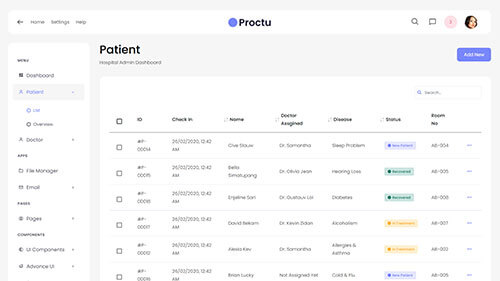 Home Settings Help
Proctu
3
Patient
Hospital Admin Dashboard
Add New
MENU
Dashboard
Patient
List
Overview
Doctor
APPS
File Manager
Email
PAGES
Pages
COMPONENTS
UI Components
Advance UI
Search...
ID Check In Name Doctor Assgined Disease Status Room No
#P-00014 26/02/2020, 12:42 AM Clive Slauw Dr. Samantha Sleep Problem New Patient AB-004
#P-00015 26/02/2020, 12:42 AM Bella Simatupang Dr. Olivia Jean Hearing Loss Recovered AB-005
#P-00016 26/02/2020, 12:42 AM Enjeline Sari Dr. Gustauv Loi Diabetes Recovered AB-006
#P-00017 26/02/2020, 12:42 AM David Bekam Dr. Kevin Zidan Alcoholism In Treatment AB-007
#P-00012 26/02/2020, 12:42 AM Alexia Kev Dr. Samantha Allergies & Asthma In Treatment AB-002
#P-00018 26/02/2020, 12:42 AM Brian Lucky Not Assigned Yet Cold & Flu New Patient AB-008